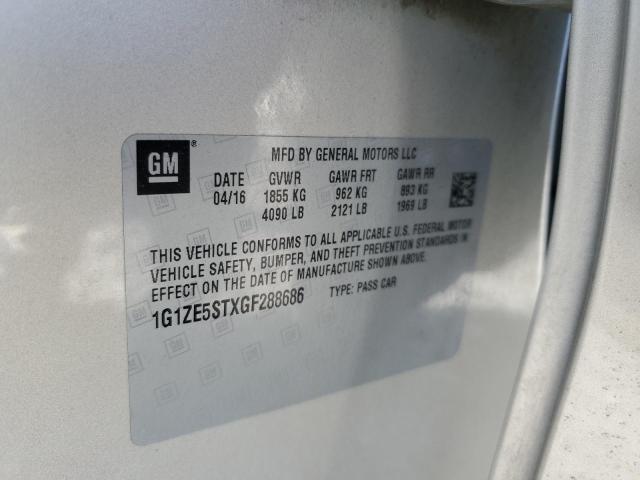 GM ® MFD BY GENERAL MOTORS LLC
DATE GVWR GAWR FRT GAWR RR
04/16 1855 KG 962 KG 893 KG
4090 LB 2121 LB 1969 LB
THIS VEHICLE CONFORMS TO ALL APPLICABLE U.S. FEDERAL MOTOR
VEHICLE SAFETY, BUMPER, AND THEFT PREVENTION STANDARDS IN
EFFECT ON THE DATE OF MANUFACTURE SHOWN ABOVE.
1G1ZE5STXGF288686 TYPE: PASS CAR